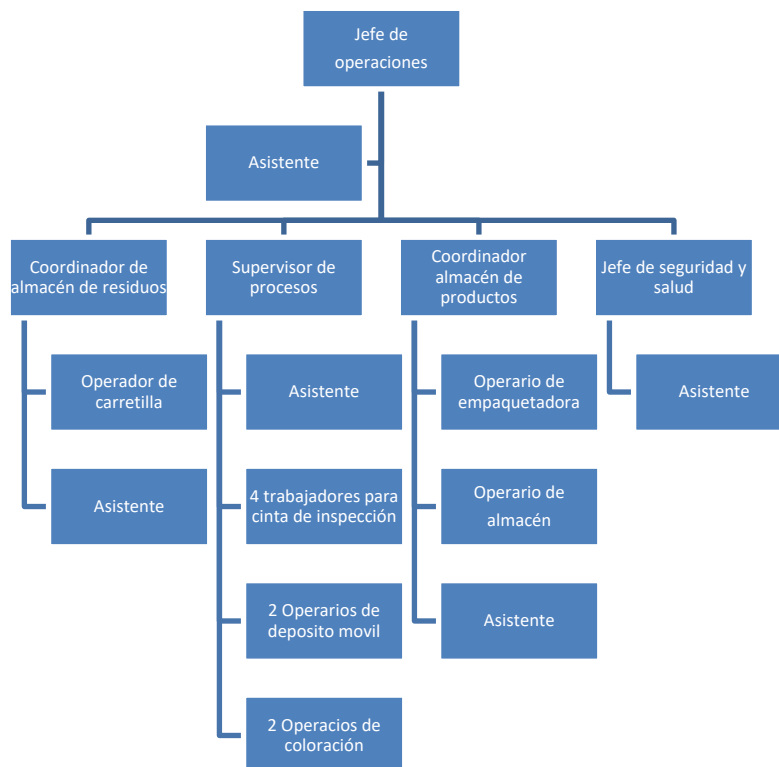 Jefe de
operaciones
Asistente
Coordinador de
almacén de residuos
Supervisor de
procesos
Coordinador
almacén de
productos
Jefe de seguridad y
salud
Operador de
carretilla
Asistente
Asistente
4 trabajadores para
cinta de inspección
2 Operarios de
deposito movil
2 Operacios de
coloración
Operario de
empaquetadora
Operario de
almacén
Asistente
Asistente